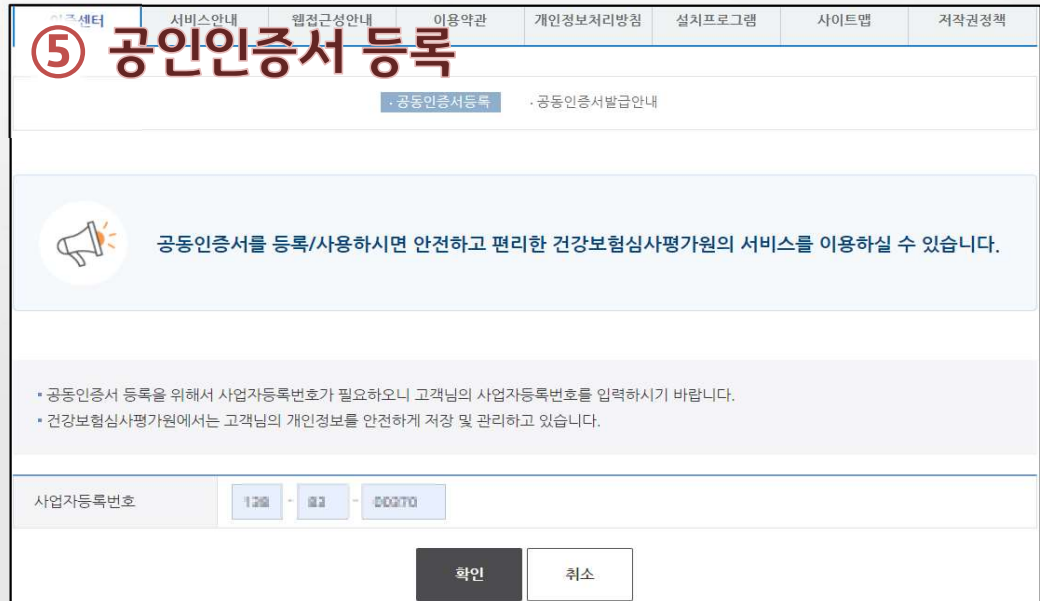 센터 서비스안내 웹접근성안내 이용약관 개인정보처리방침 설치프로그램 사이트맵 저작권정책
⑤ 공인인증서 등록
· 공동인증서등록 · 공동인증서발급안내
공동인증서를 등록/사용하시면 안전하고 편리한 건강보험심사평가원의 서비스를 이용하실 수 있습니다.
▪ 공동인증서 등록을 위해서 사업자등록번호가 필요하오니 고객님의 사업자등록번호를 입력하시기 바랍니다.
▪ 건강보험심사평가원에서는 고객님의 개인정보를 안전하게 저장 및 관리하고 있습니다.
사업자등록번호 - -
확인 취소